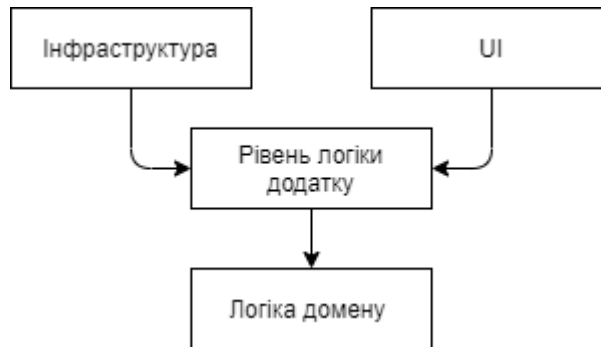 Інфраструктура
UI
Рівень логіки
додатку
Логіка домену